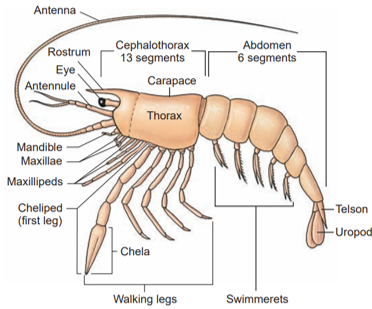 Antenna
Rostrum
Eye
Antennule
Cephalothorax
13 segments
Abdomen
6 segments
Carapace
Thorax
Mandible
Maxillae
Maxillipeds
Cheliped
(first leg)
Chela
Telson
Uropod
Walking legs
Swimmerets